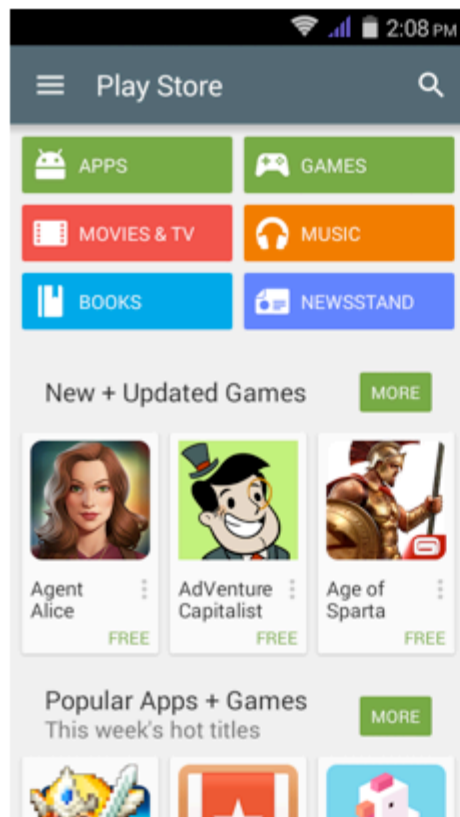 2:08 PM
Play Store
APPS
GAMES
MOVIES & TV
MUSIC
BOOKS
NEWSSTAND
New + Updated Games
MORE
Agent
Alice
FREE
AdVenture
Capitalist
FREE
Age of
Sparta
FREE
Popular Apps + Games
This week's hot titles
MORE